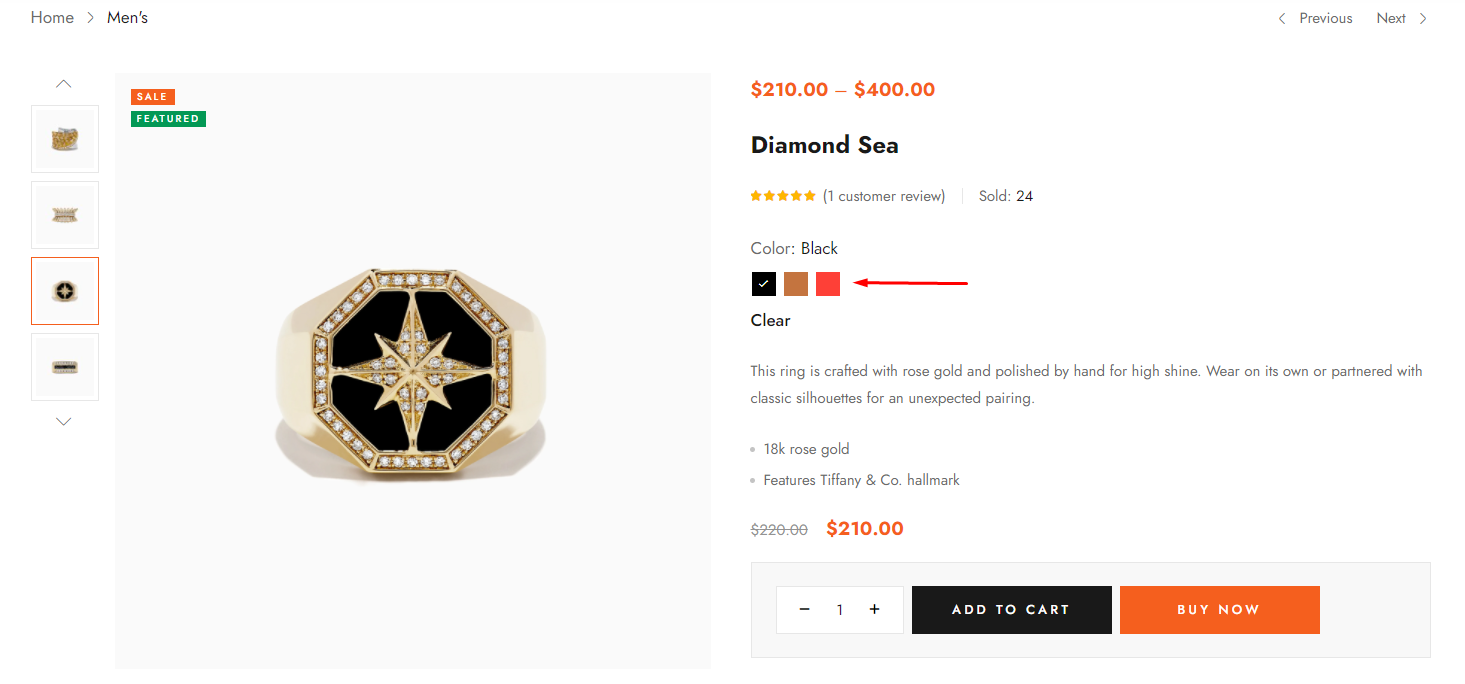 Home > Men's
< Previous Next >
SALE
FEATURED
$210.00 – $400.00
Diamond Sea
(1 customer review) Sold: 24
Color: Black
Clear
This ring is crafted with rose gold and polished by hand for high shine. Wear on its own or partnered with
classic silhouettes for an unexpected pairing.
18k rose gold
Features Tiffany & Co. hallmark
$220.00 $210.00
− 1 + ADD TO CART BUY NOW